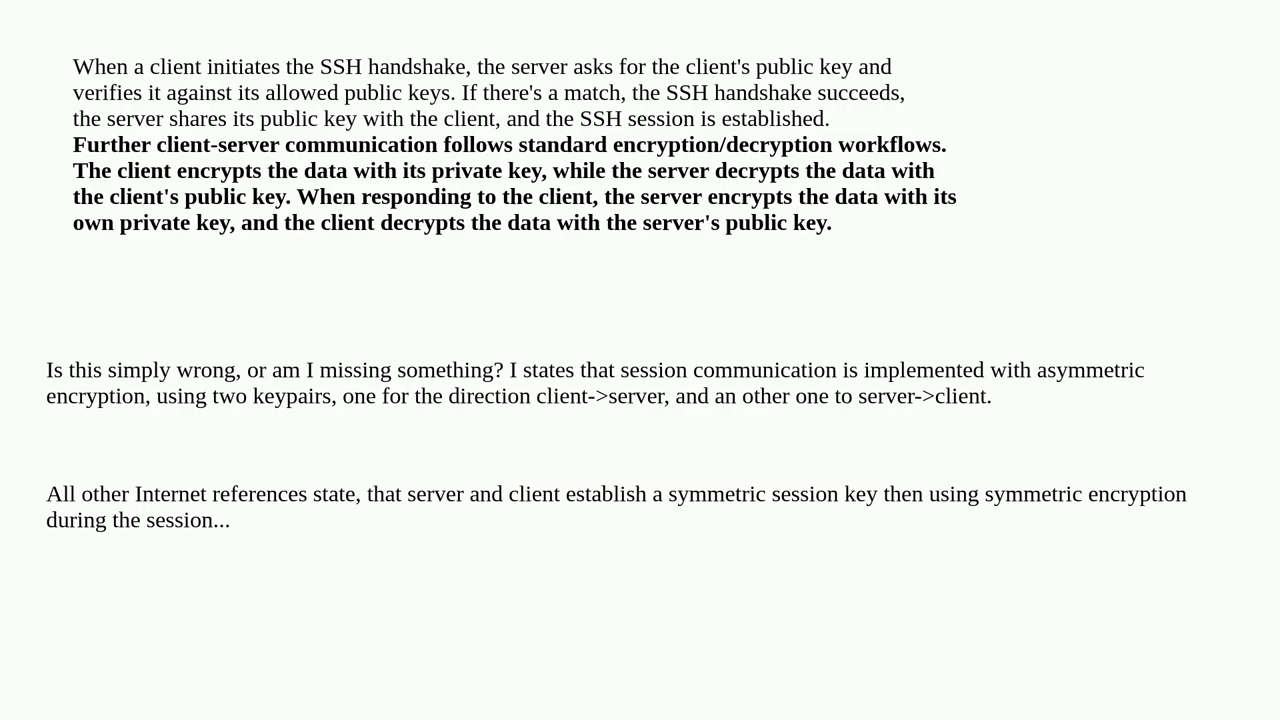 When a client initiates the SSH handshake, the server asks for the client's public key and
verifies it against its allowed public keys. If there's a match, the SSH handshake succeeds,
the server shares its public key with the client, and the SSH session is established.
Further client-server communication follows standard encryption/decryption workflows.
The client encrypts the data with its private key, while the server decrypts the data with
the client's public key. When responding to the client, the server encrypts the data with its
own private key, and the client decrypts the data with the server's public key.
Is this simply wrong, or am I missing something? I states that session communication is implemented with asymmetric
encryption, using two keypairs, one for the direction client->server, and an other one to server->client.
All other Internet references state, that server and client establish a symmetric session key then using symmetric encryption
during the session...